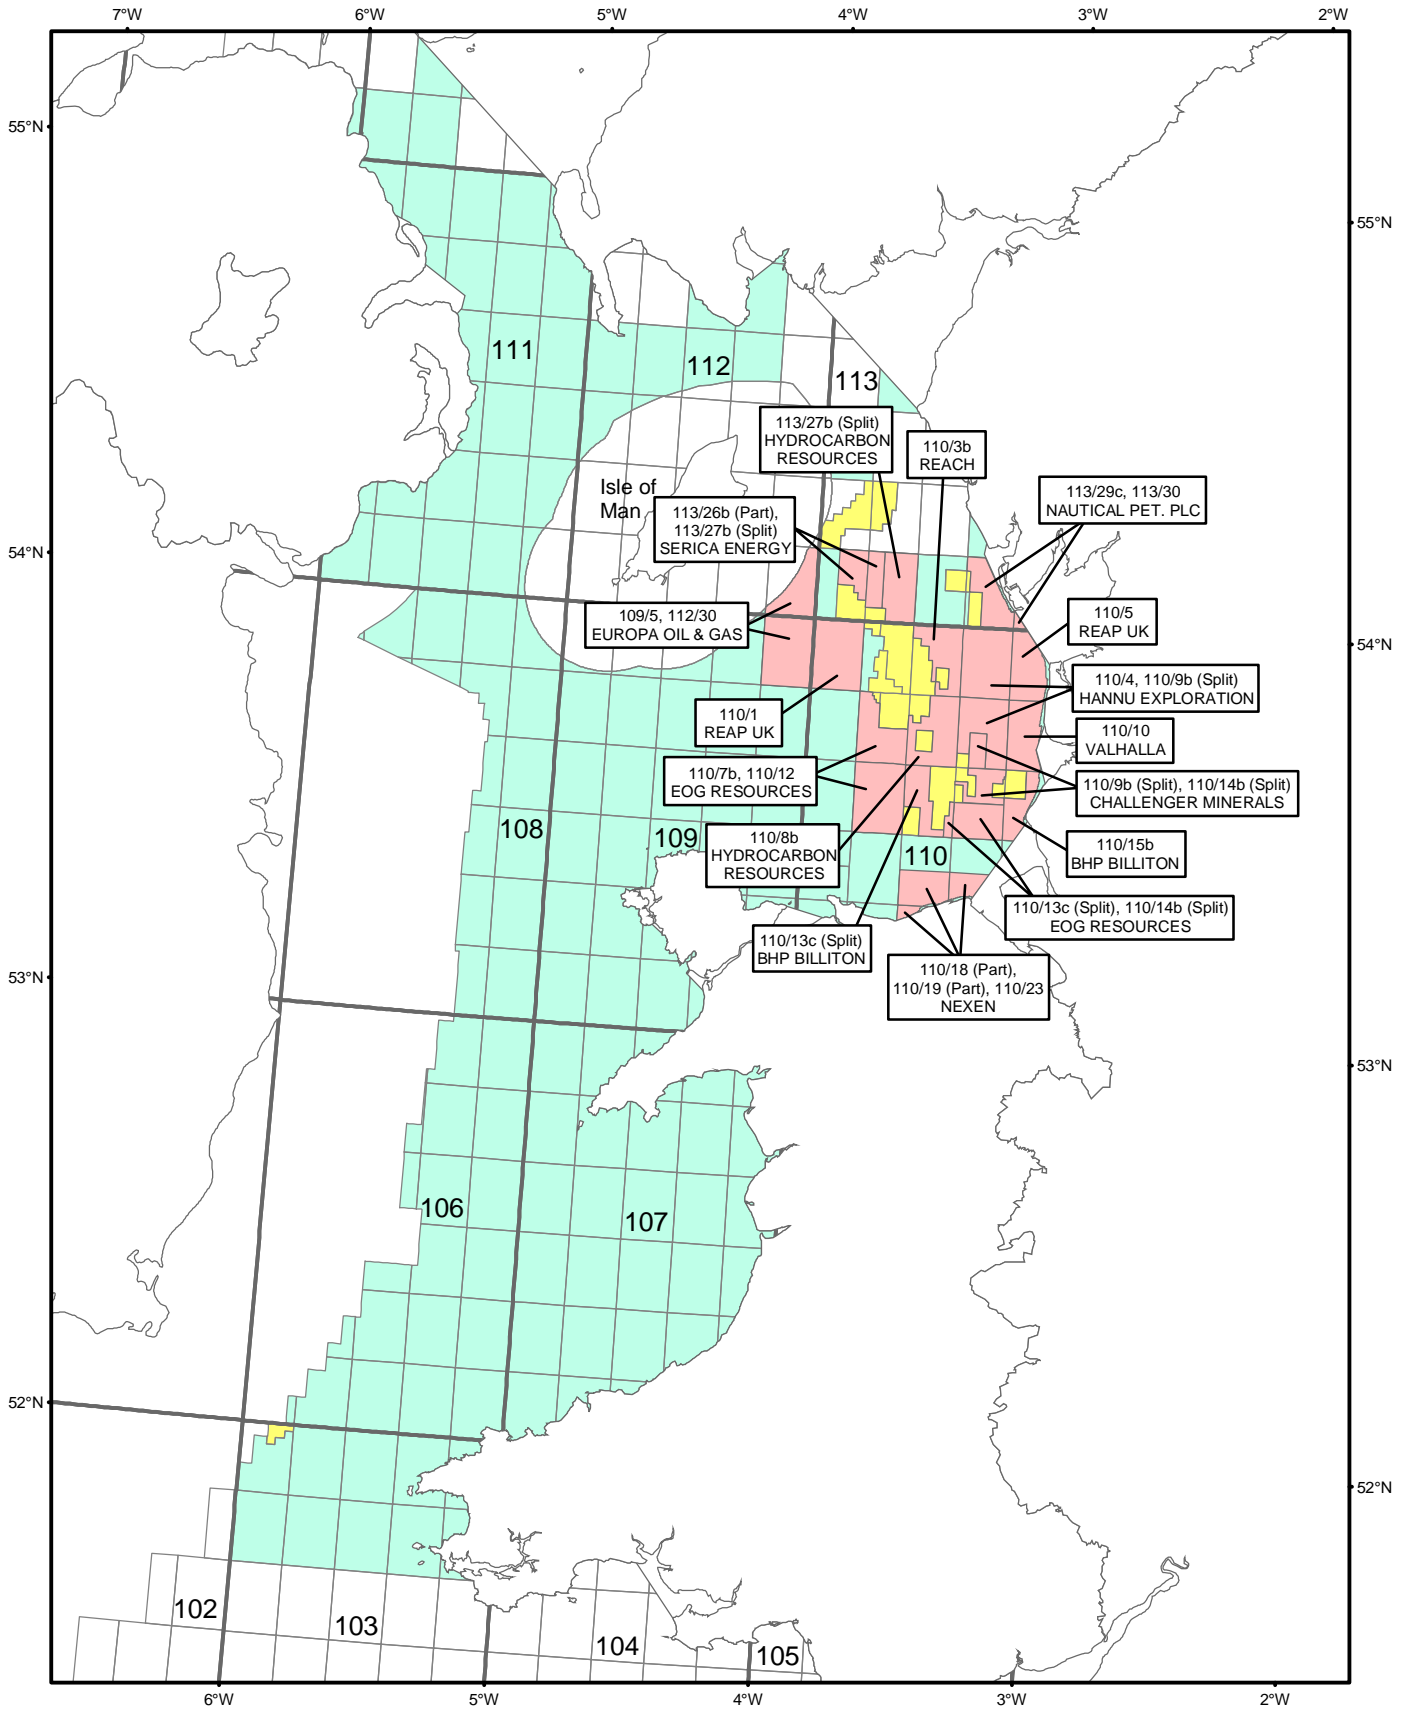 7°W
6°W
5°W
4°W
3°W
2°W
55°N
55°N
111
112
113
113/27b (Split)
HYDROCARBON
RESOURCES
110/3b
REACH
Isle of
Man
113/26b (Part),
113/27b (Split)
SERICA ENERGY
113/29c, 113/30
NAUTICAL PET. PLC
54°N
109/5, 112/30
EUROPA OIL & GAS
110/5
REAP UK
54°N
110/4, 110/9b (Split)
HANNU EXPLORATION
110/1
REAP UK
110/10
VALHALLA
110/7b, 110/12
EOG RESOURCES
110/9b (Split), 110/14b (Split)
CHALLENGER MINERALS
108
109
110/8b
HYDROCARBON
RESOURCES
110
110/15b
BHP BILLITON
110/13c (Split), 110/14b (Split)
EOG RESOURCES
110/13c (Split)
BHP BILLITON
110/18 (Part),
110/19 (Part), 110/23
NEXEN
53°N
53°N
106
107
52°N
52°N
102
103
104
105
6°W
5°W
4°W
3°W
2°W